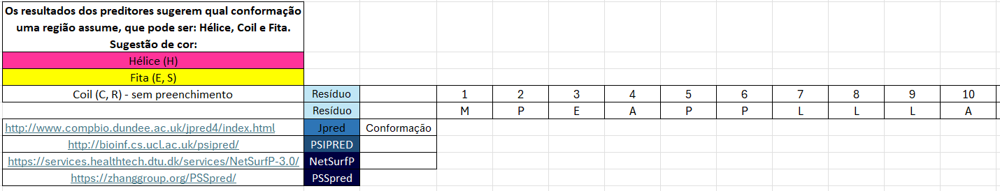 Os resultados dos preditores sugerem qual conformação
uma região assume, que pode ser: Hélice, Coil e Fita.
Sugestão de cor:
Hélice (H)
Fita (E, S)
Coil (C, R) - sem preenchimento Resíduo 1 2 3 4 5 6 7 8 9 10
Resíduo M P E A P P L L L A
http://www.compbio.dundee.ac.uk/jpred4/index.html Jpred Conformação
http://bioinf.cs.ucl.ac.uk/psipred/ PSIPRED
https://services.healthtech.dtu.dk/services/NetSurfP-3.0/ NetSurfP
https://zhanggroup.org/PSSpred/ PSSpred